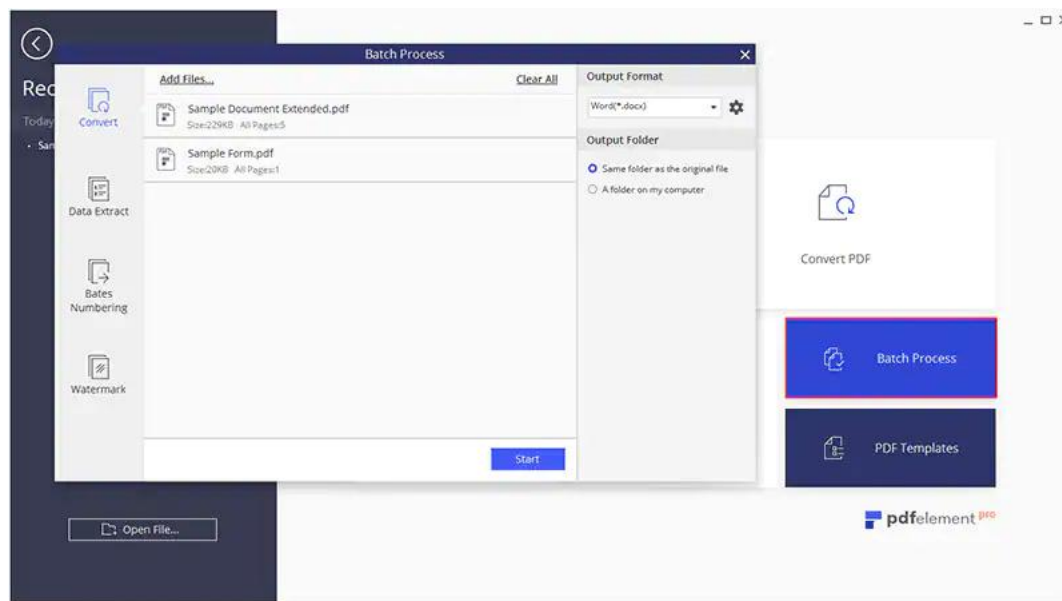 Batch Process
Rec
Today
San
Convert
Data Extract
Bates
Numbering
Watermark
Add Files...
Clear All
Sample Document Extended.pdf
Size:229KB All Pages:5
Sample Form.pdf
Size:20KB All Pages:1
Start
Output Format
Word(*.docx)
Output Folder
Same folder as the original file
A folder on my computer
Open File...
Convert PDF
Batch Process
PDF Templates
pdfelement pro